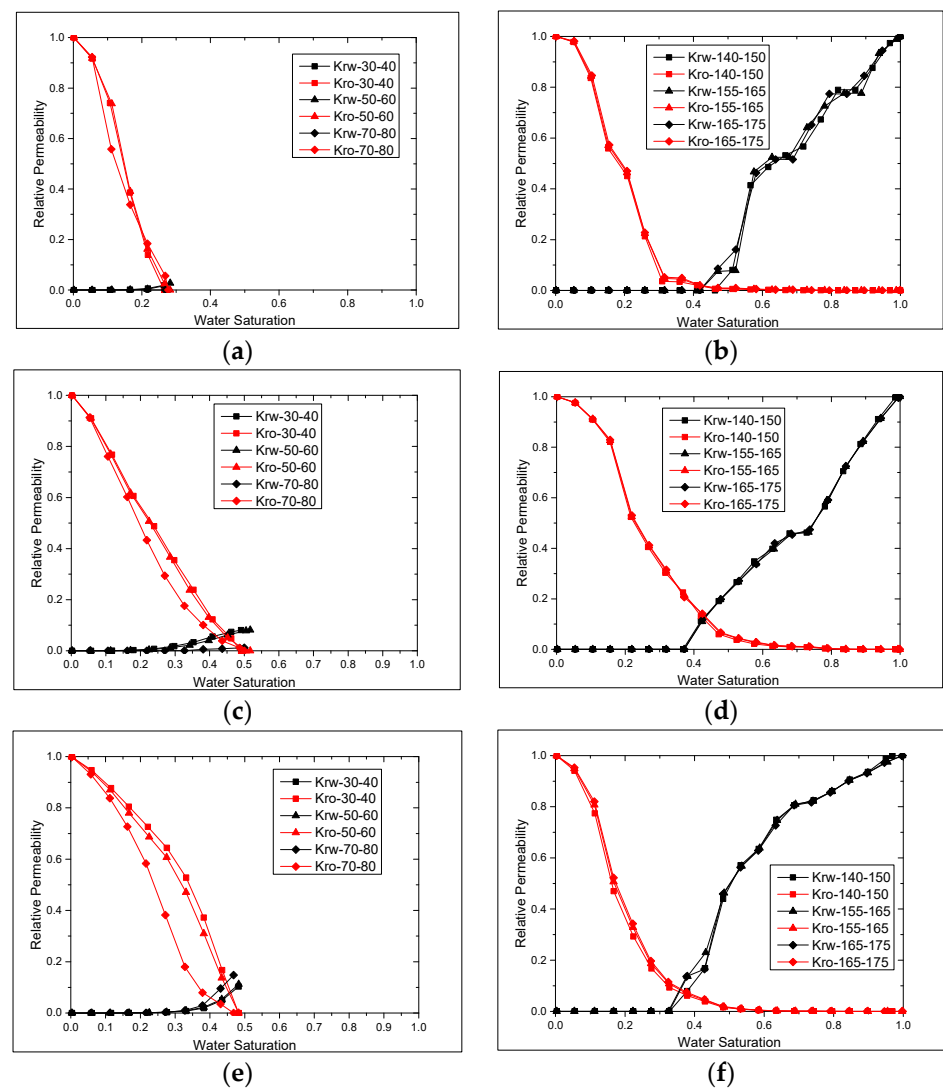 1.0
0.8
0.6
0.4
0.2
0.0
0.0 0.2 0.4 0.6 0.8 1.0
Relative Permeability
Water Saturation
Krw-30-40
Kro-30-40
Krw-50-60
Kro-50-60
Krw-70-80
Kro-70-80
(a)
1.0
0.8
0.6
0.4
0.2
0.0
0.0 0.2 0.4 0.6 0.8 1.0
Relative Permeability
Water Saturation
Krw-140-150
Kro-140-150
Krw-155-165
Kro-155-165
Krw-165-175
Kro-165-175
(b)
1.0
0.8
0.6
0.4
0.2
0.0
0.0 0.1 0.2 0.3 0.4 0.5 0.6 0.7 0.8 0.9 1.0
Relative Permeability
Water Saturation
Krw-30-40
Kro-30-40
Krw-50-60
Kro-50-60
Krw-70-80
Kro-70-80
(c)
1.0
0.8
0.6
0.4
0.2
0.0
0.0 0.2 0.4 0.6 0.8 1.0
Relative Permeability
Water Saturation
Krw-140-150
Kro-140-150
Krw-155-165
Kro-155-165
Krw-165-175
Kro-165-175
(d)
1.0
0.8
0.6
0.4
0.2
0.0
0.0 0.1 0.2 0.3 0.4 0.5 0.6 0.7 0.8 0.9 1.0
Relative Permeability
Water Saturation
Krw-30-40
Kro-30-40
Krw-50-60
Kro-50-60
Krw-70-80
Kro-70-80
(e)
1.0
0.8
0.6
0.4
0.2
0.0
0.0 0.2 0.4 0.6 0.8 1.0
Relative Permeability
Water Saturation
Krw-140-150
Kro-140-150
Krw-155-165
Kro-155-165
Krw-165-175
Kro-165-175
(f)